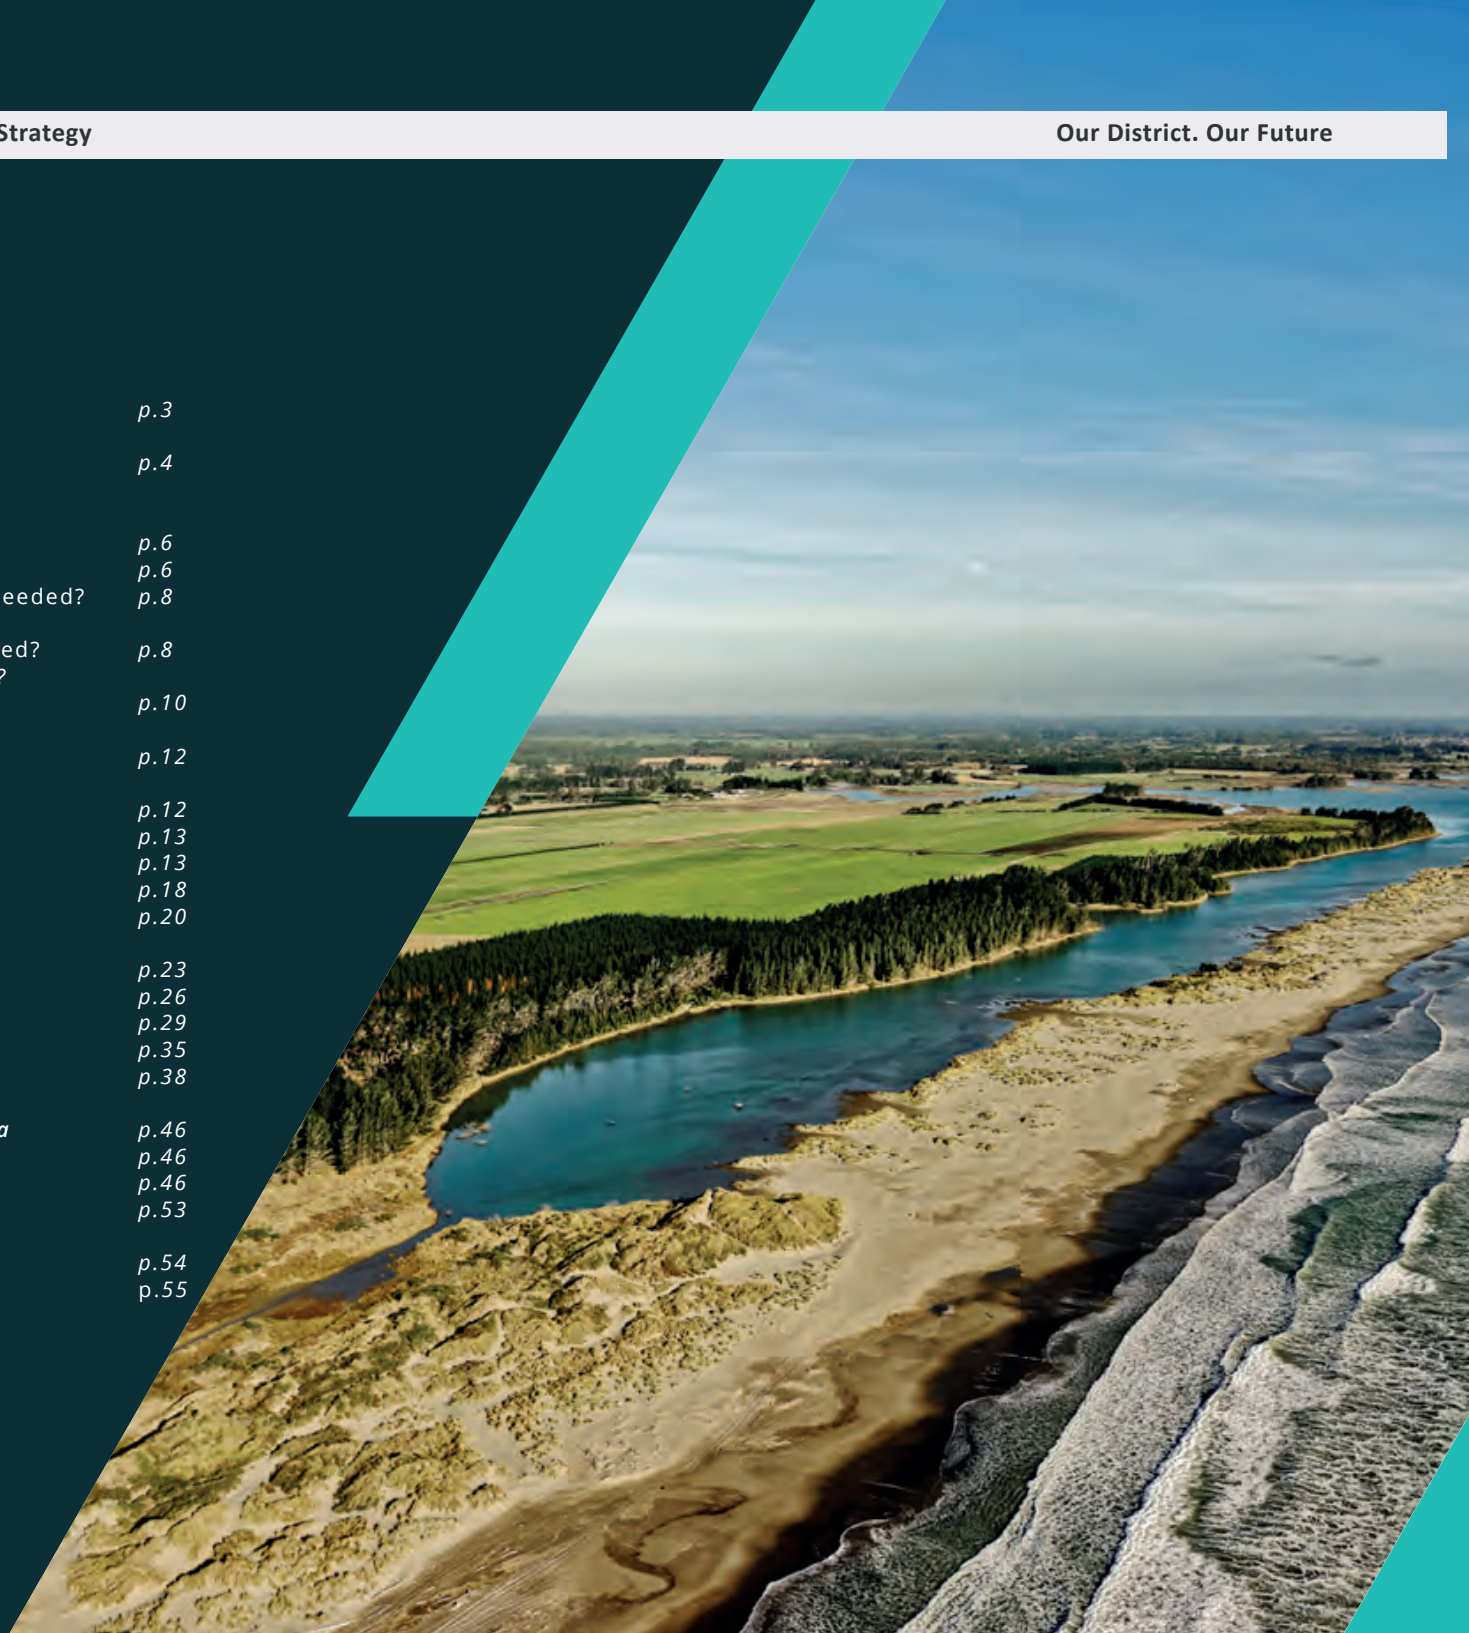 Strategy
Our District. Our Future
p.3
p.4
p.6
p.6
eeded? p.8
ed? p.8
?
p.10
p.12
p.12
p.13
p.13
p.18
p.20
p.23
p.26
p.29
p.35
p.38
a p.46
p.46
p.46
p.53
p.54
p.55